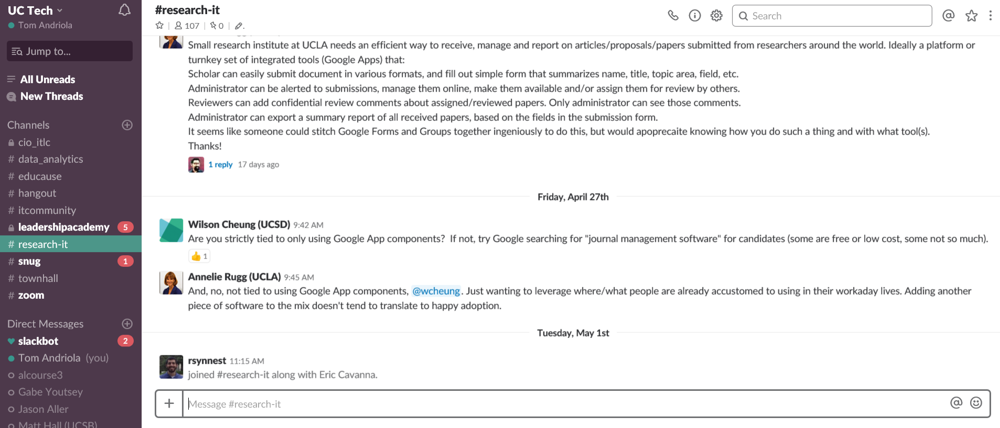 UC Tech
Tom Andriola
Jump to...
All Unreads
New Threads
Channels
cio_itlc
# data_analytics
# educause
# hangout
# itcommunity
leadershipacademy 5
# research-it
# snug 1
# townhall
# zoom
Direct Messages
slackbot 2
Tom Andriola (you)
alcourse3
Gabe Youtsey
Jason Aller
Matt Hall (UCSB)
#research-it
107 | 0 |
Search
Small research institute at UCLA needs an efficient way to receive, manage and report on articles/proposals/papers submitted from researchers around the world. Ideally a platform or
turnkey set of integrated tools (Google Apps) that:
Scholar can easily submit document in various formats, and fill out simple form that summarizes name, title, topic area, field, etc.
Administrator can be alerted to submissions, manage them online, make them available and/or assign them for review by others.
Reviewers can add confidential review comments about assigned/reviewed papers. Only administrator can see those comments.
Administrator can export a summary report of all received papers, based on the fields in the submission form.
It seems like someone could stitch Google Forms and Groups together ingeniously to do this, but would apoprecaite knowing how you do such a thing and with what tool(s).
Thanks!
1 reply 17 days ago
Friday, April 27th
Wilson Cheung (UCSD) 9:42 AM
Are you strictly tied to only using Google App components? If not, try Google searching for "journal management software" for candidates (some are free or low cost, some not so much).
👍 1
Annelie Rugg (UCLA) 9:45 AM
And, no, not tied to using Google App components, @wcheung. Just wanting to leverage where/what people are already accustomed to using in their workaday lives. Adding another
piece of software to the mix doesn't tend to translate to happy adoption.
Tuesday, May 1st
rsynnest 11:15 AM
joined #research-it along with Eric Cavanna.
Message #research-it